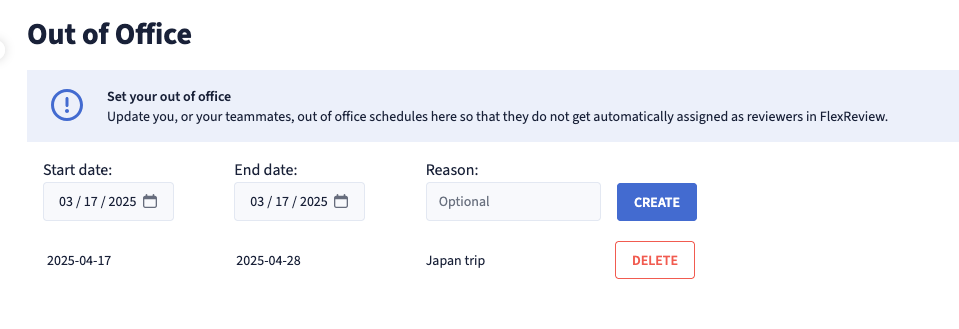 Out of Office
Set your out of office
Update you, or your teammates, out of office schedules here so that they do not get automatically assigned as reviewers in FlexReview.
Start date: End date: Reason:
03 / 17 / 2025 03 / 17 / 2025 Optional CREATE
2025-04-17 2025-04-28 Japan trip DELETE